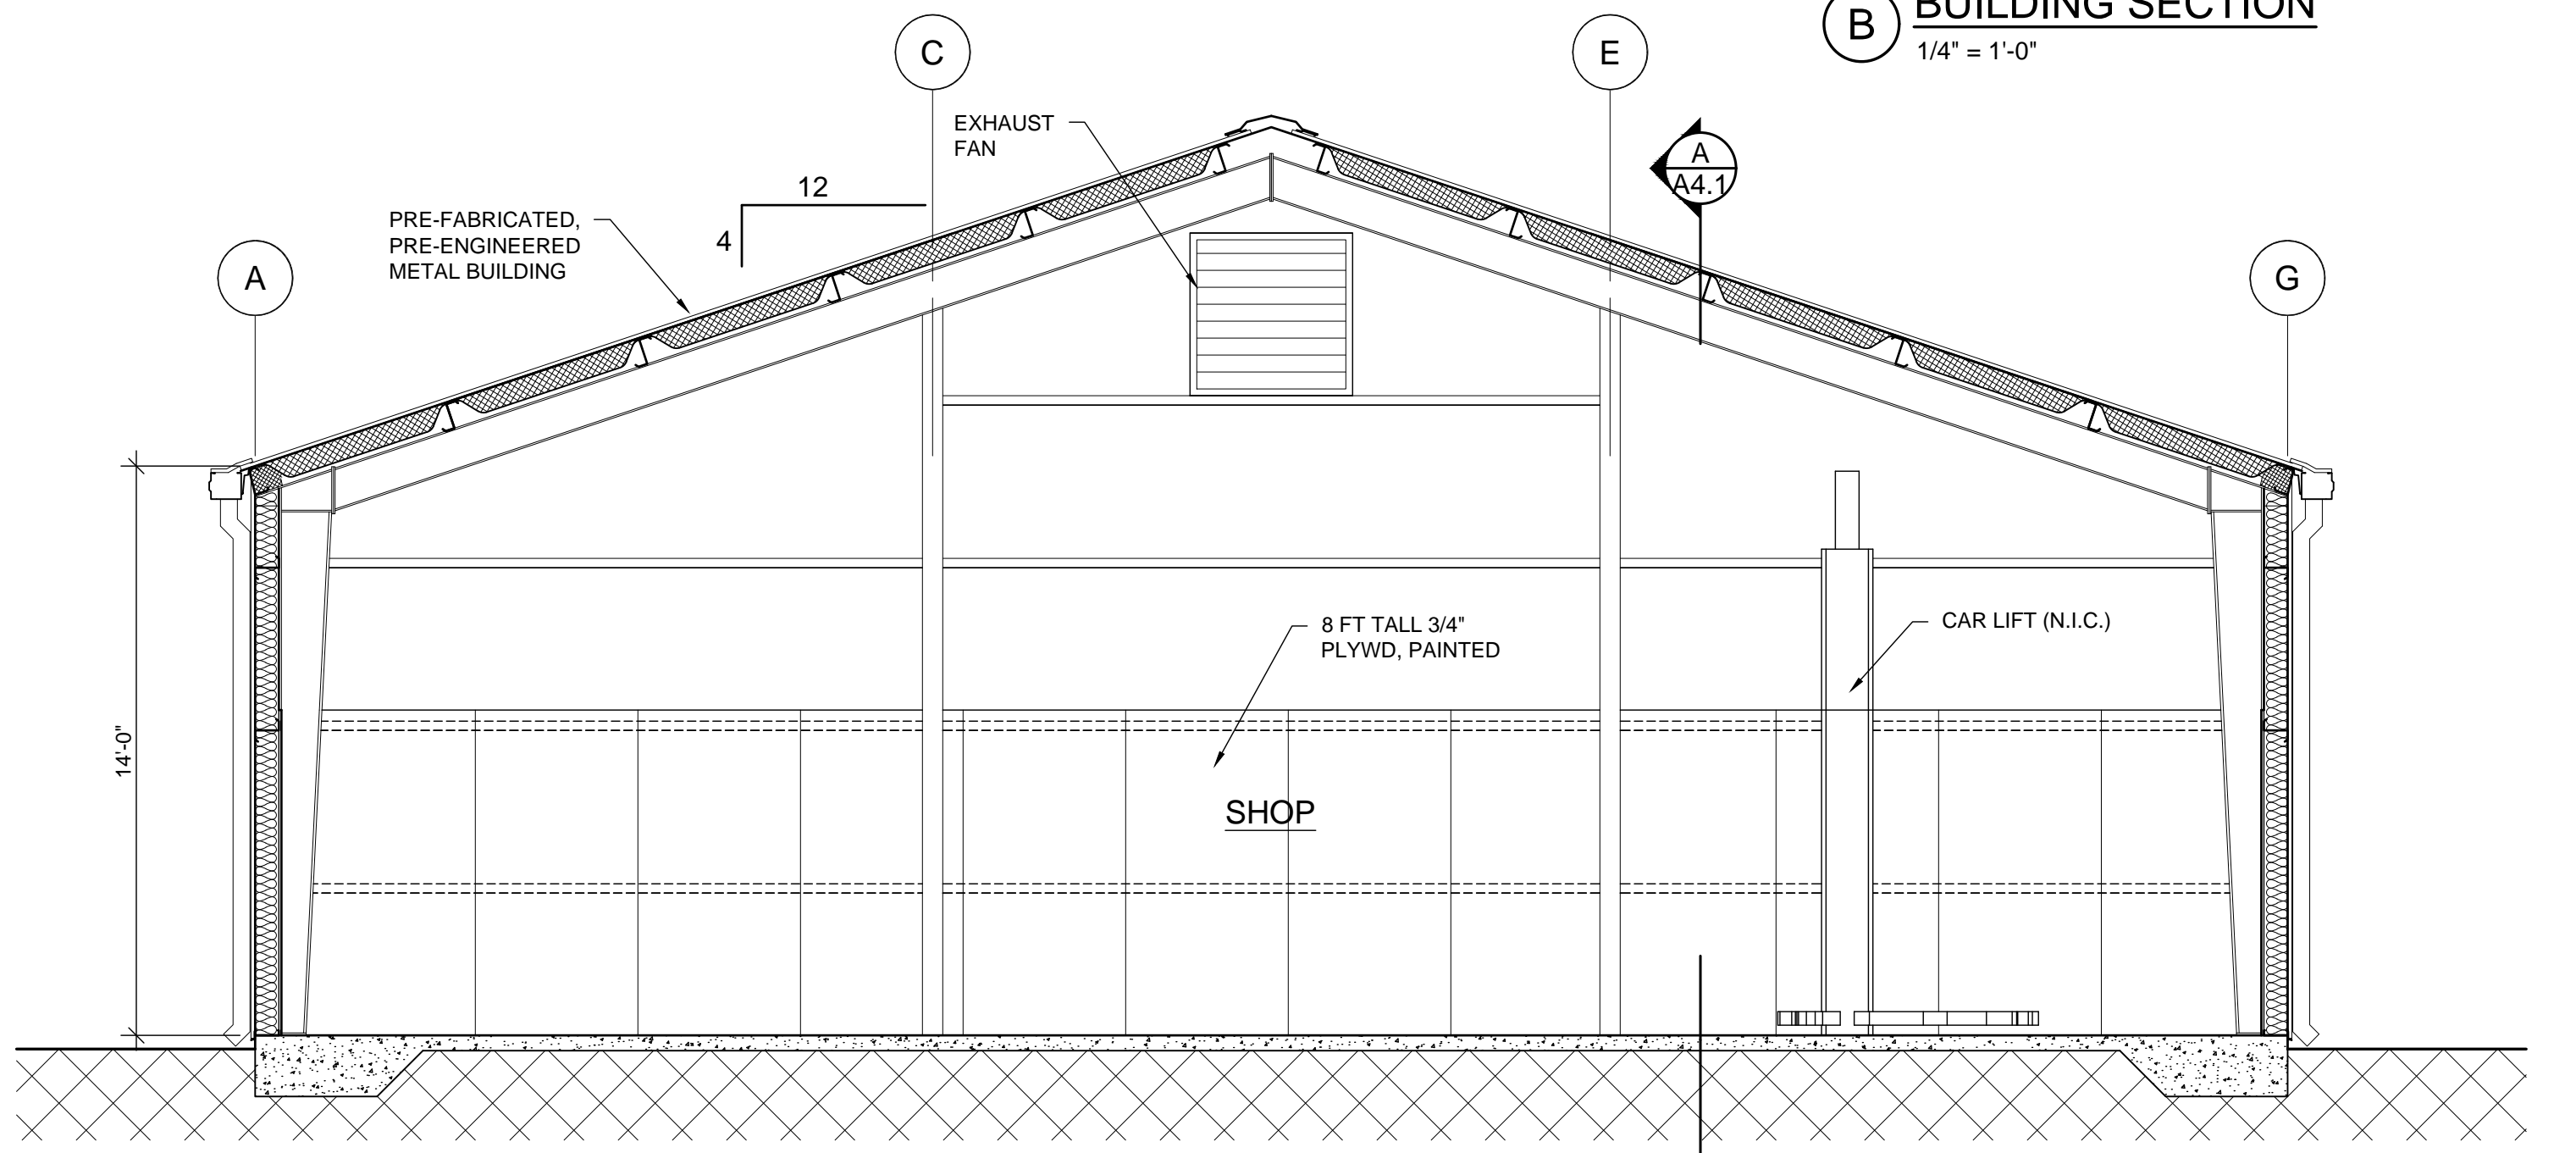 B BUILDING SECTION
1/4" = 1'-0"
C
E
EXHAUST
FAN
A
A4.1
12
4
PRE-FABRICATED,
PRE-ENGINEERED
METAL BUILDING
A
G
8 FT TALL 3/4"
PLYWD, PAINTED
CAR LIFT (N.I.C.)
14'-0"
SHOP